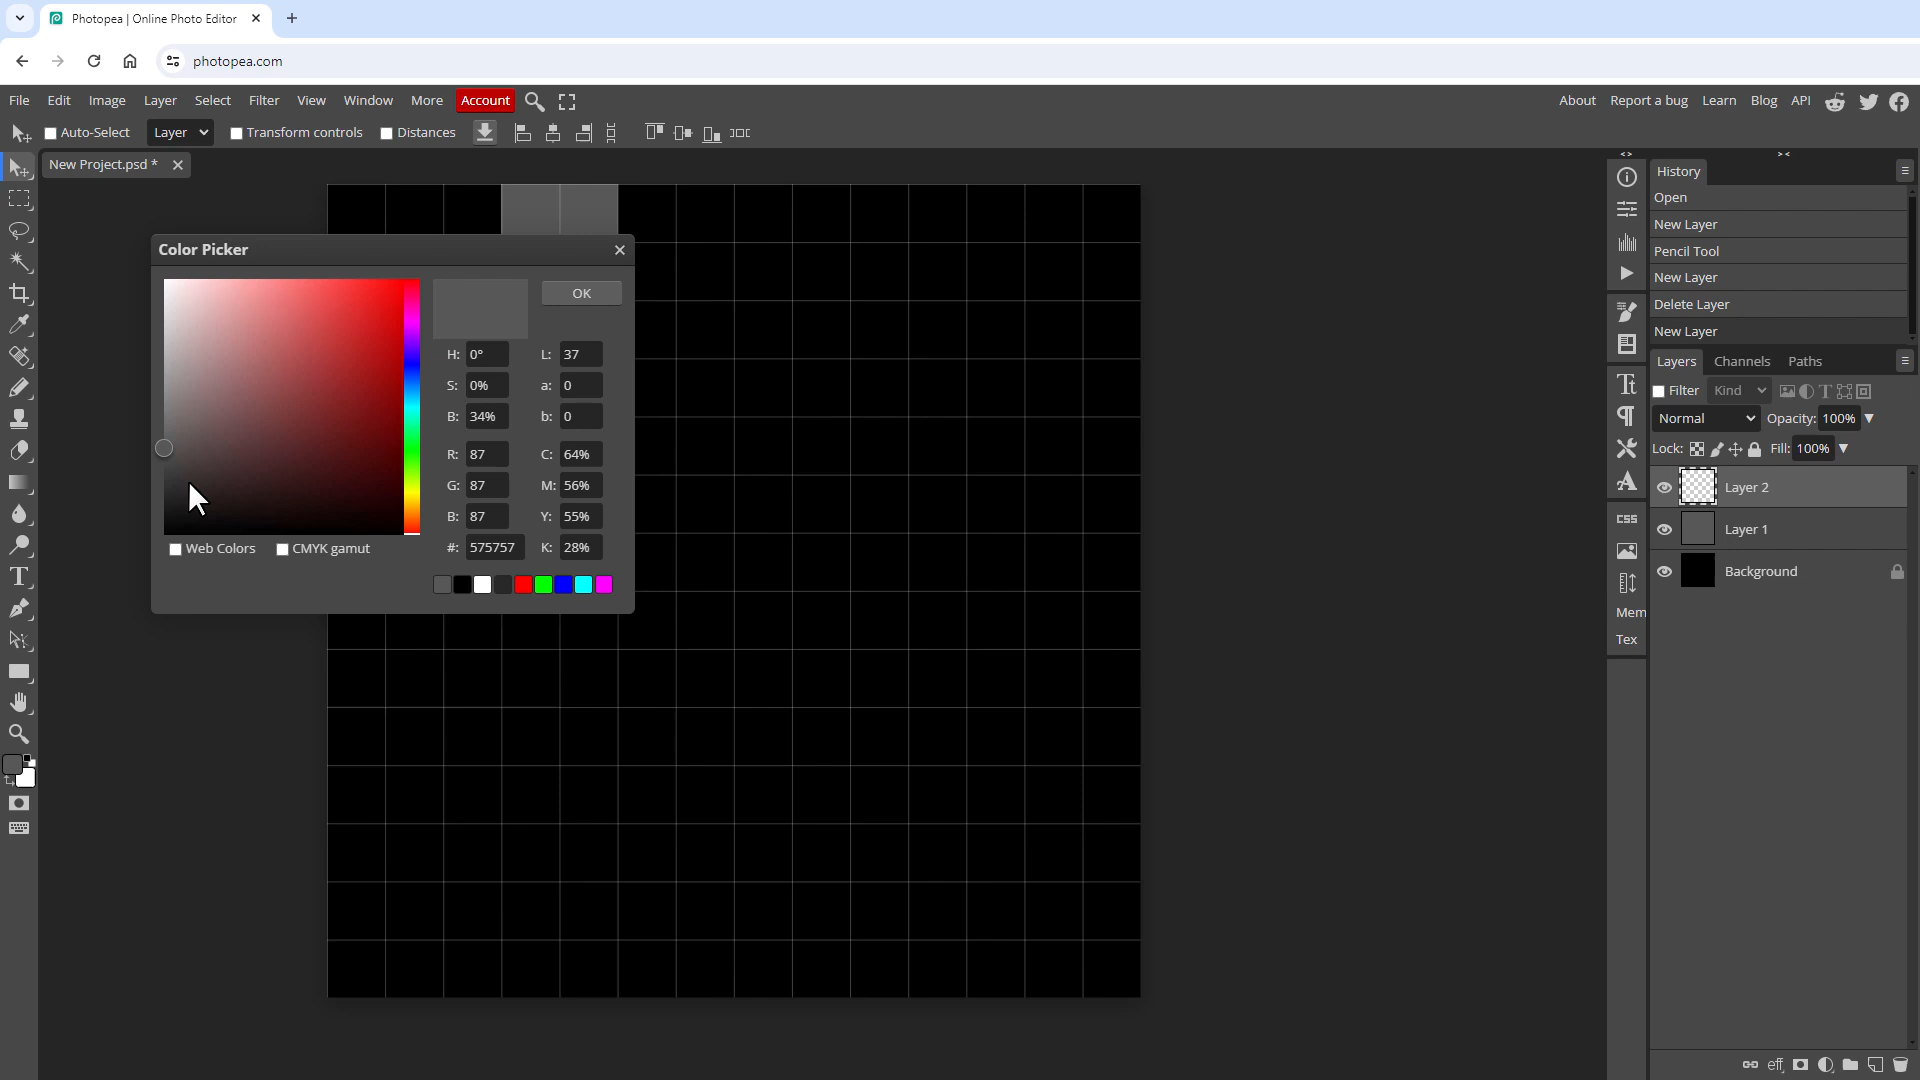 Photopea | Online Photo Editor
photopea.com
File Edit Image Layer Select Filter View Window More Account
About Report a bug Learn Blog API
Auto-Select Layer Transform controls Distances
New Project.psd *
History
Open
New Layer
Pencil Tool
New Layer
Delete Layer
New Layer
Color Picker
OK
H: 0° L: 37
S: 0% a: 0
B: 34% b: 0
R: 87 C: 64%
G: 87 M: 56%
B: 87 Y: 55%
#: 575757 K: 28%
Web Colors CMYK gamut
CSS
Mem
Tex
Layers Channels Paths
Filter Kind
Normal Opacity: 100%
Lock: Fill: 100%
Layer 2
Layer 1
Background
eff